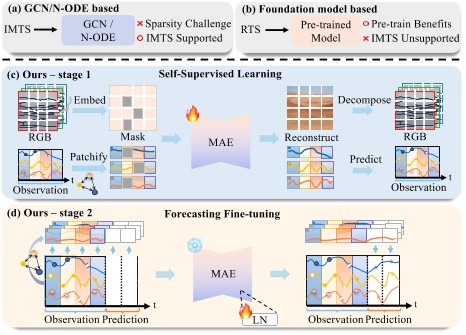 (a) GCN/N-ODE based
IMTS
GCN /
N-ODE
× Sparsity Challenge
○ IMTS Supported
(b) Foundation model based
RTS
Pre-trained
Model
○ Pre-train Benefits
× IMTS Unsupported
(c) Ours – stage 1
Self-Supervised Learning
Embed
Decompose
RGB
Mask
MAE
Reconstruct
RGB
Patchify
Predict
t
Observation
t
Observation
(d) Ours – stage 2
Forecasting Fine-tuning
MAE
LN
t
Observation Prediction
t
Observation Prediction